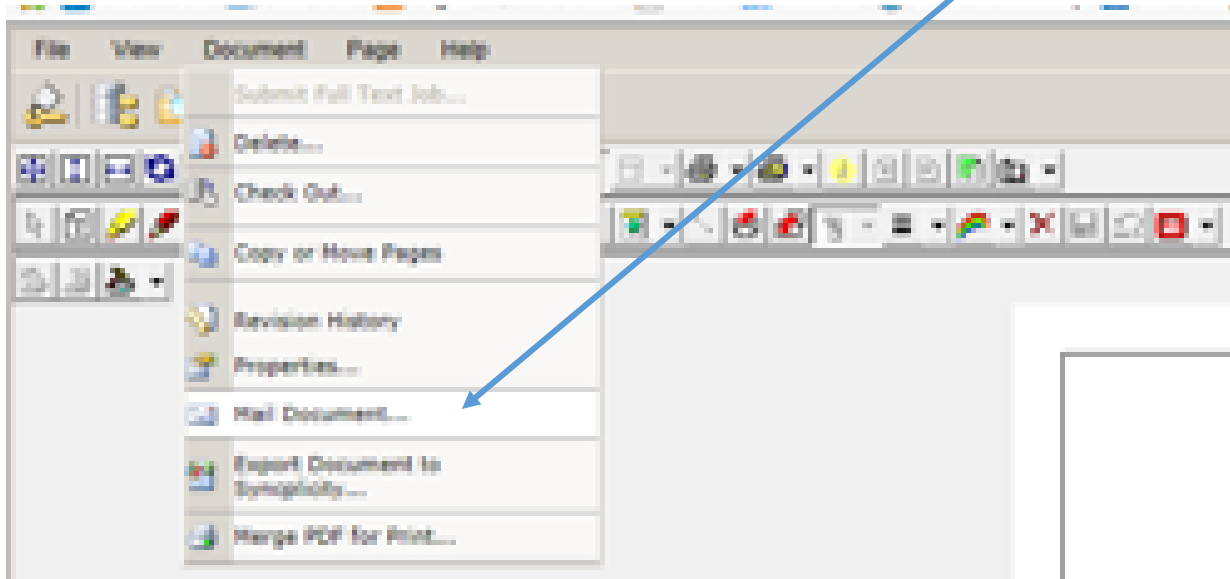 File View Document Page Help
Submit Full Text Job...
Delete...
Check Out...
Copy or Move Pages
Revision History
Properties...
Mail Document...
Export Document to
Syncplicity...
Merge PDF for Print...